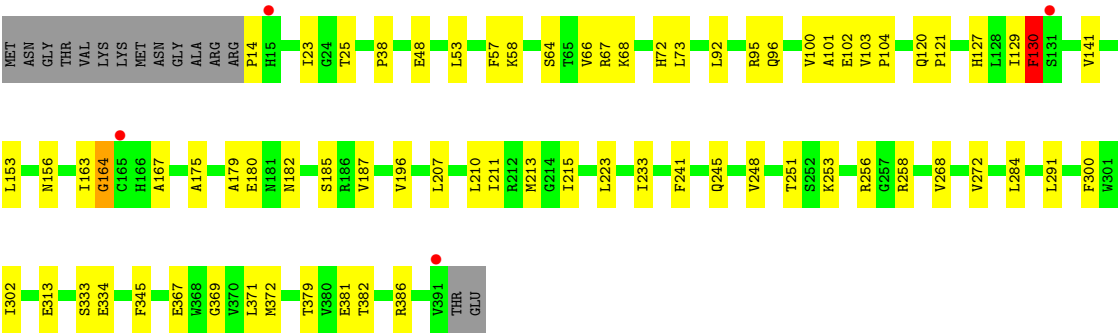 MET ASN GLY THR VAL LYS LYS MET ASN GLY ALA ARG ARG P14 H15 I23 G24 T25 P38 E48 L53 F57 K58 S64 T65 V66 R67 K68 H72 L73 L92 R95 Q96 V100 A101 E102 V103 P104 Q120 P121 H127 L128 I129 F130 S131 V141
L153 N156 I163 G164 C165 H166 A167 A175 A179 E180 N181 N182 S185 R186 V187 V196 L207 L210 I211 R212 M213 G214 I215 L223 I233 F241 Q245 V248 T251 S252 K253 R256 G257 R258 V268 V272 L284 L291 F300 W301
I302 E313 S333 E334 F345 E367 W368 G369 V370 L371 M372 T379 V380 E381 T382 R386 V391 THR GLU